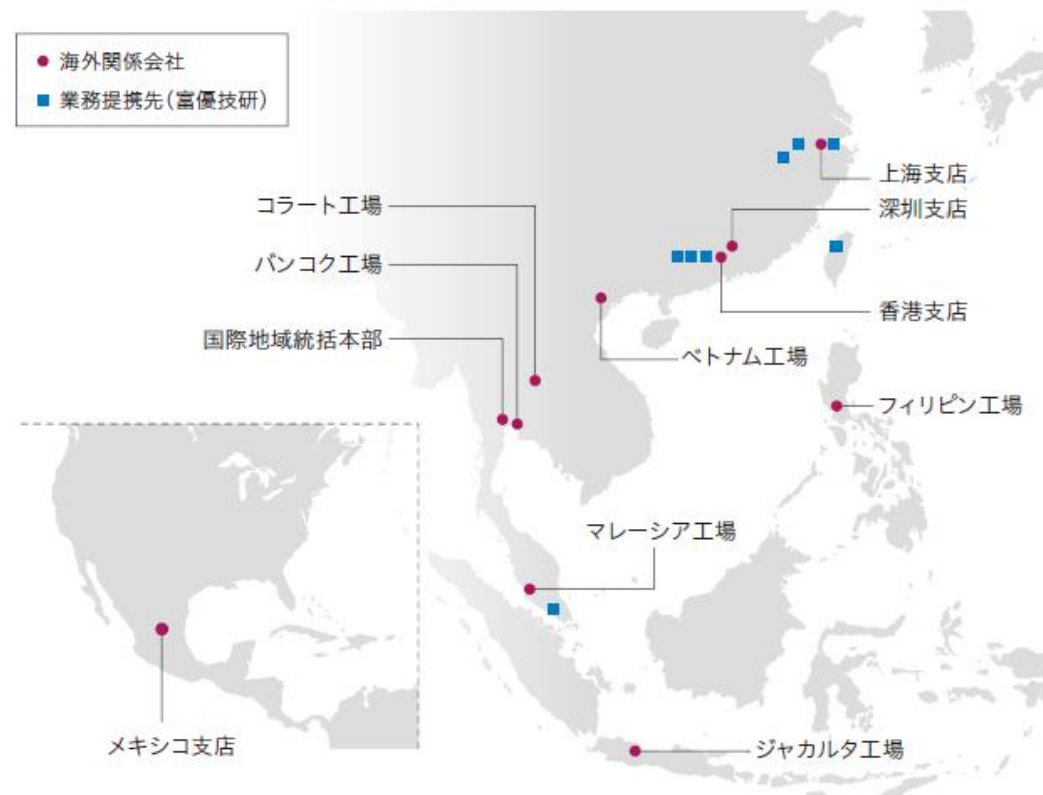 海外関係会社
業務提携先(富優技研)
上海支店
コラート工場
深圳支店
バンコク工場
香港支店
国際地域統括本部
ベトナム工場
フィリピン工場
マレーシア工場
メキシコ支店
ジャカルタ工場